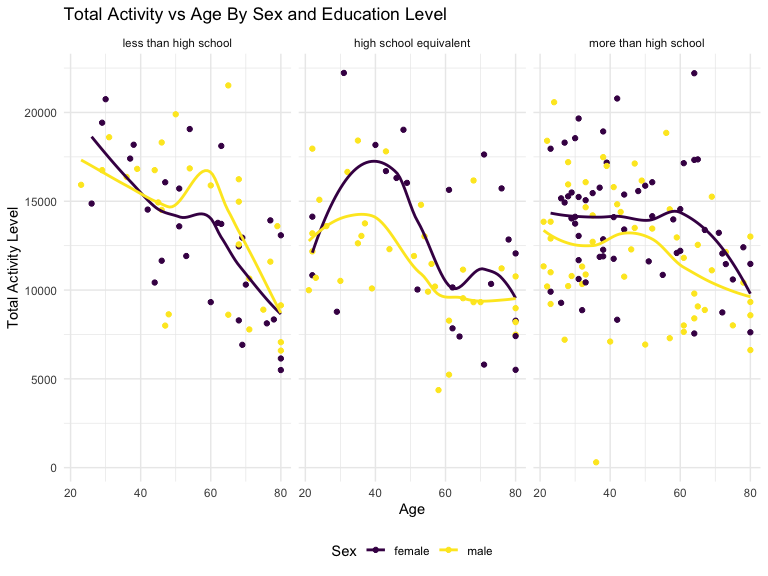 Total Activity vs Age By Sex and Education Level
less than high school high school equivalent more than high school
20000
15000
10000
5000
0
Total Activity Level
20 40 60 80 20 40 60 80 20 40 60 80
Age
Sex female male